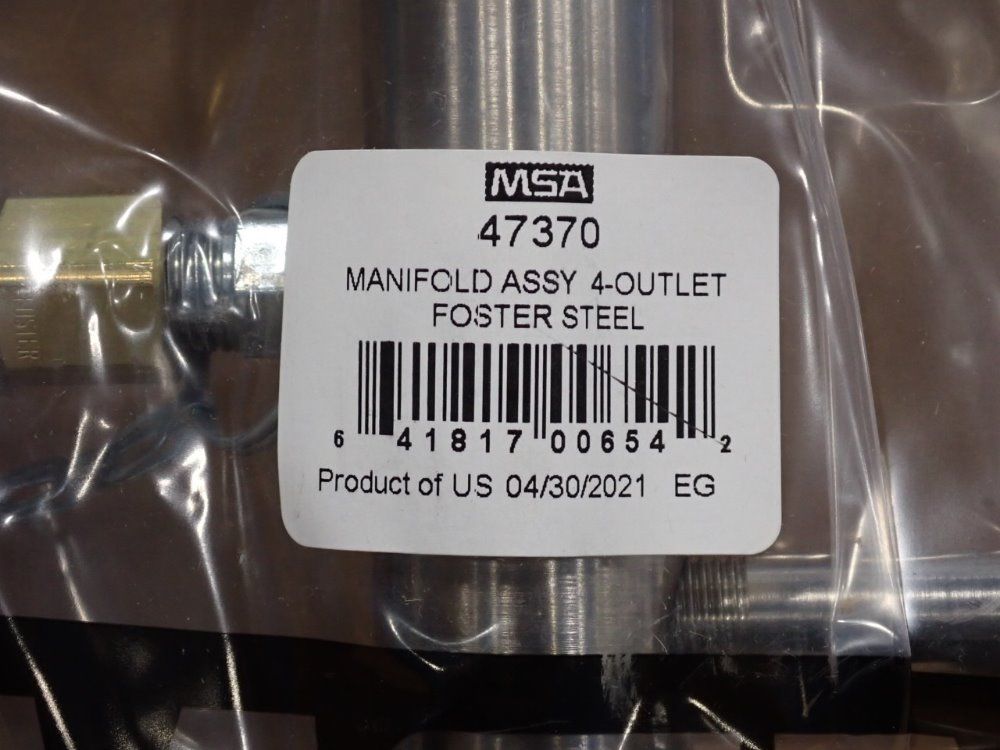 MSA
47370
MANIFOLD ASSY 4-OUTLET
FOSTER STEEL
6 41817 00654 2
Product of US 04/30/2021 EG